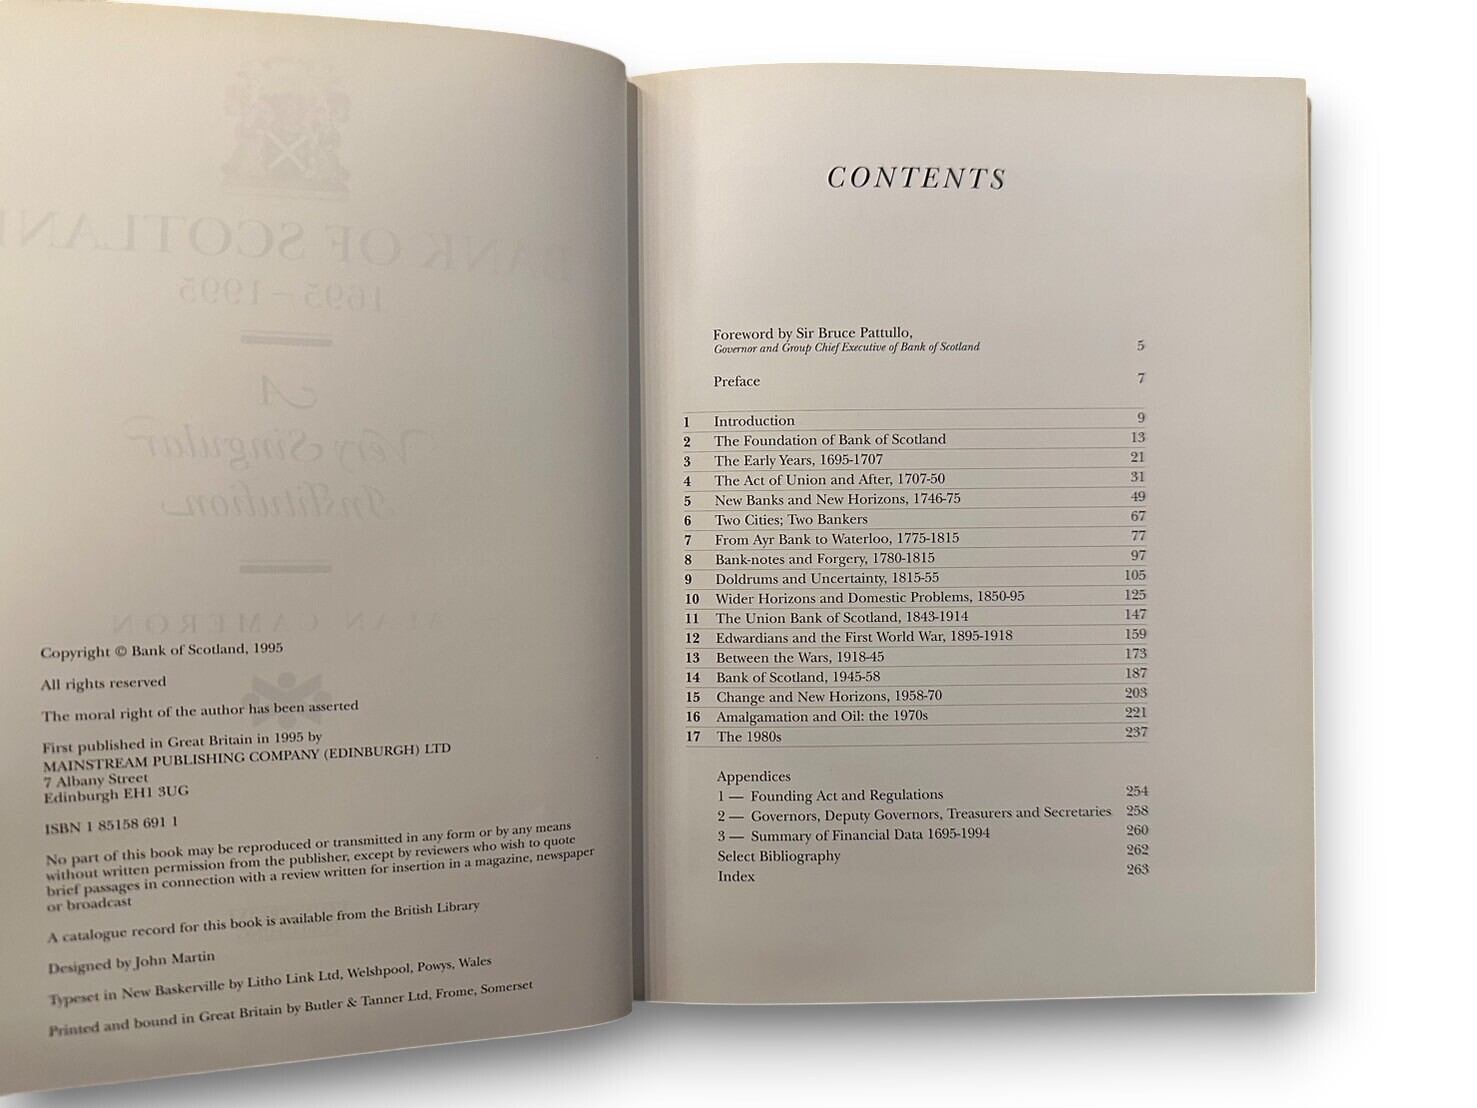 BANK OF SCOTLAND
1695–1995
A
Very Singular
Institution
ALAN CAMERON
Copyright © Bank of Scotland, 1995
All rights reserved
The moral right of the author has been asserted
First published in Great Britain in 1995 by
MAINSTREAM PUBLISHING COMPANY (EDINBURGH) LTD
7 Albany Street
Edinburgh EH1 3UG
ISBN 1 85158 691 1
No part of this book may be reproduced or transmitted in any form or by any means
without written permission from the publisher, except by reviewers who wish to quote
brief passages in connection with a review written for insertion in a magazine, newspaper
or broadcast
A catalogue record for this book is available from the British Library
Designed by John Martin
Typeset in New Baskerville by Litho Link Ltd, Welshpool, Powys, Wales
Printed and bound in Great Britain by Butler & Tanner Ltd, Frome, Somerset
CONTENTS
Foreword by Sir Bruce Pattullo,
Governor and Group Chief Executive of Bank of Scotland 5
Preface 7
1 Introduction 9
2 The Foundation of Bank of Scotland 13
3 The Early Years, 1695-1707 21
4 The Act of Union and After, 1707-50 31
5 New Banks and New Horizons, 1746-75 49
6 Two Cities; Two Bankers 67
7 From Ayr Bank to Waterloo, 1775-1815 77
8 Bank-notes and Forgery, 1780-1815 97
9 Doldrums and Uncertainty, 1815-55 105
10 Wider Horizons and Domestic Problems, 1850-95 125
11 The Union Bank of Scotland, 1843-1914 147
12 Edwardians and the First World War, 1895-1918 159
13 Between the Wars, 1918-45 173
14 Bank of Scotland, 1945-58 187
15 Change and New Horizons, 1958-70 203
16 Amalgamation and Oil: the 1970s 221
17 The 1980s 237
Appendices
1 — Founding Act and Regulations 254
2 — Governors, Deputy Governors, Treasurers and Secretaries 258
3 — Summary of Financial Data 1695-1994 260
Select Bibliography 262
Index 263